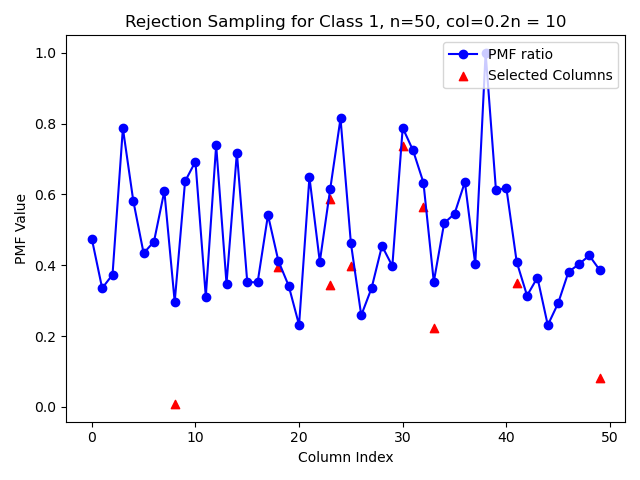 Rejection Sampling for Class 1, n=50, col=0.2n = 10
PMF ratio
Selected Columns
1.0
0.8
0.6
0.4
0.2
0.0
PMF Value
0 10 20 30 40 50
Column Index